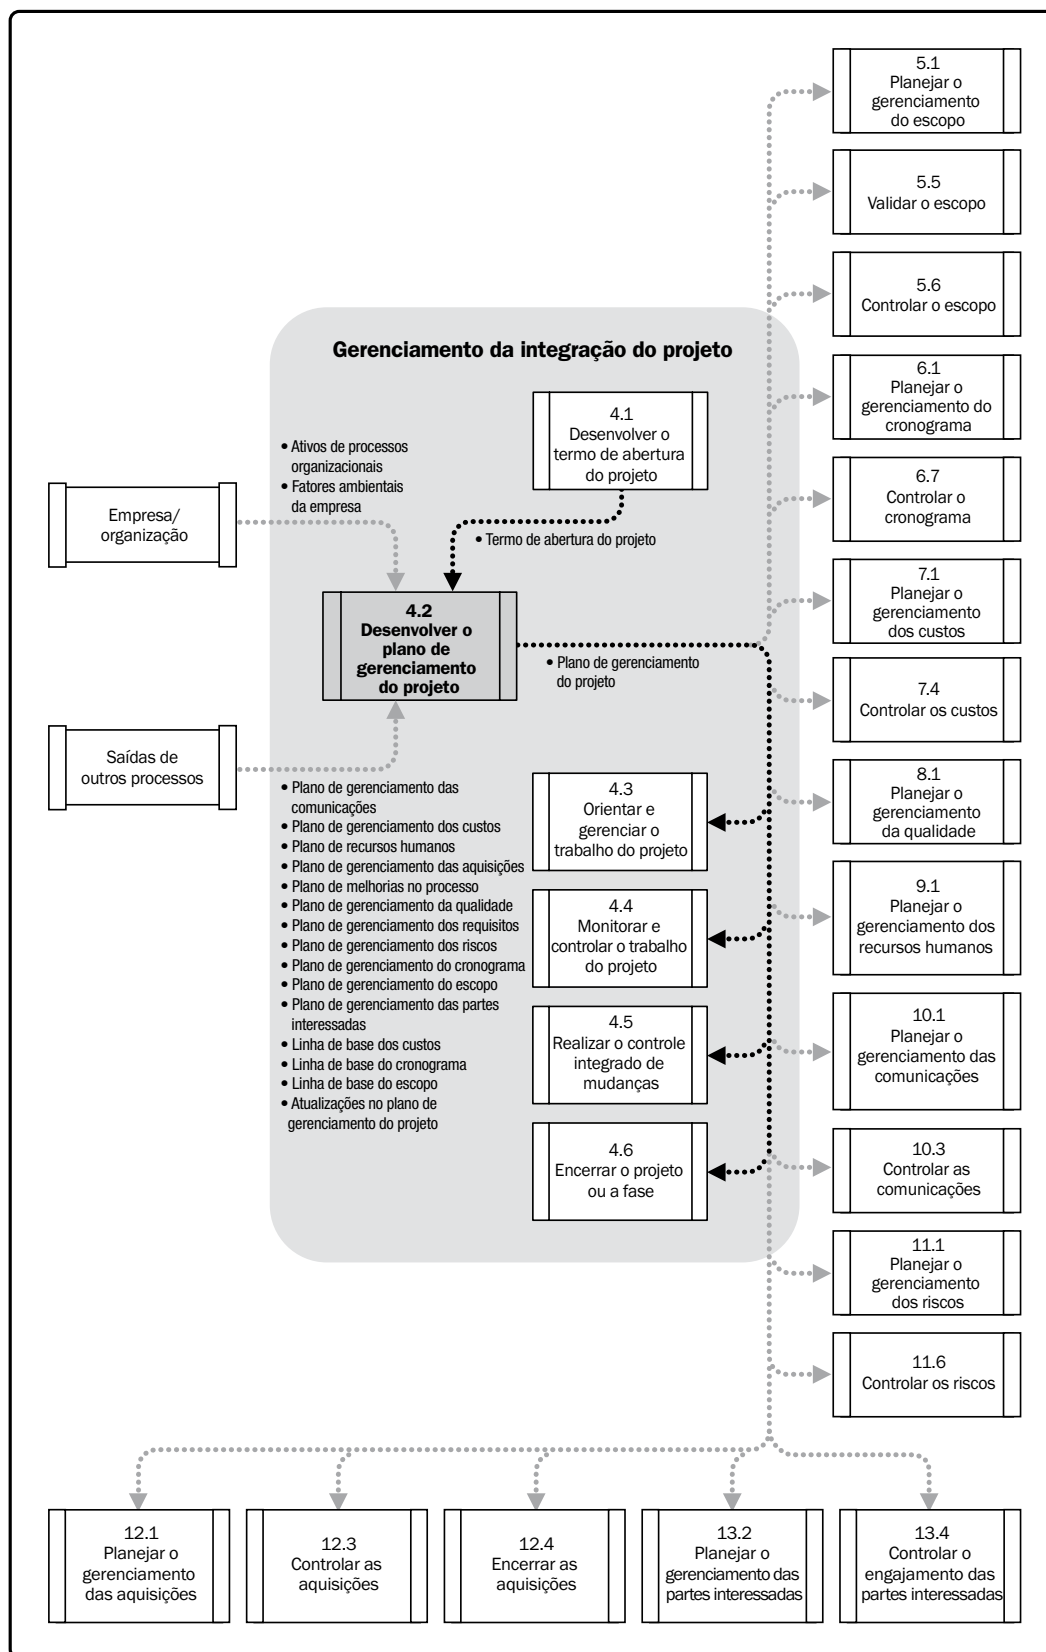 5.1
Planejar o
gerenciamento
do escopo
5.5
Validar o escopo
5.6
Controlar o escopo
Gerenciamento da integração do projeto
6.1
Planejar o
gerenciamento do
cronograma
4.1
Desenvolver o
termo de abertura
do projeto
• Ativos de processos
organizacionais
• Fatores ambientais
da empresa
6.7
Controlar o
cronograma
Empresa/
organização
• Termo de abertura do projeto
7.1
Planejar o
gerenciamento
dos custos
4.2
Desenvolver o
plano de
gerenciamento
do projeto
• Plano de gerenciamento
do projeto
7.4
Controlar os custos
Saídas de
outros processos
8.1
Planejar o
gerenciamento
da qualidade
• Plano de gerenciamento das
comunicações
• Plano de gerenciamento dos custos
• Plano de recursos humanos
• Plano de gerenciamento das aquisições
• Plano de melhorias no processo
• Plano de gerenciamento da qualidade
• Plano de gerenciamento dos requisitos
• Plano de gerenciamento dos riscos
• Plano de gerenciamento do cronograma
• Plano de gerenciamento do escopo
• Plano de gerenciamento das partes
interessadas
• Linha de base dos custos
• Linha de base do cronograma
• Linha de base do escopo
• Atualizações no plano de
gerenciamento do projeto
4.3
Orientar e
gerenciar o
trabalho do projeto
4.4
Monitorar e
controlar o trabalho
do projeto
4.5
Realizar o controle
integrado de
mudanças
4.6
Encerrar o projeto
ou a fase
9.1
Planejar o
gerenciamento dos
recursos humanos
10.1
Planejar o
gerenciamento das
comunicações
10.3
Controlar as
comunicações
11.1
Planejar o
gerenciamento
dos riscos
11.6
Controlar os riscos
12.1
Planejar o
gerenciamento
das aquisições
12.3
Controlar as
aquisições
12.4
Encerrar as
aquisições
13.2
Planejar o
gerenciamento das
partes interessadas
13.4
Controlar o
engajamento das
partes interessadas